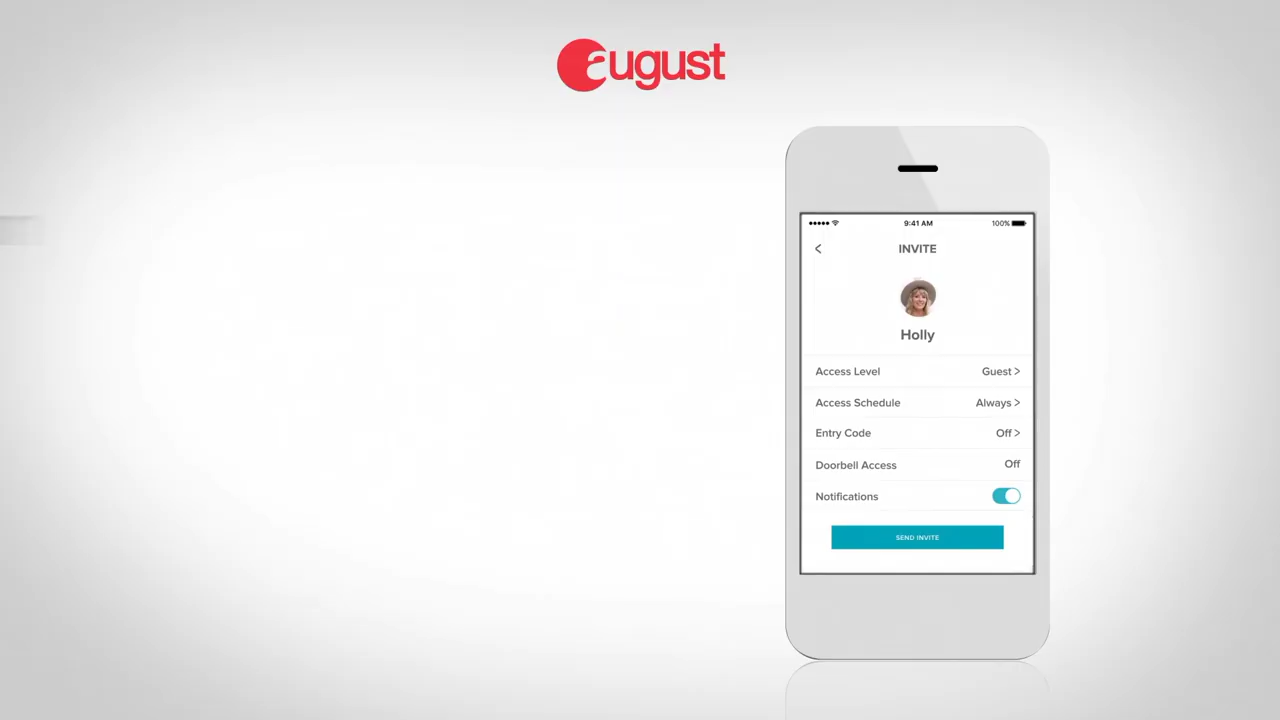 august
9:41 AM 100%
< INVITE
Holly
Access Level Guest >
Access Schedule Always >
Entry Code Off >
Doorbell Access Off
Notifications
SEND INVITE